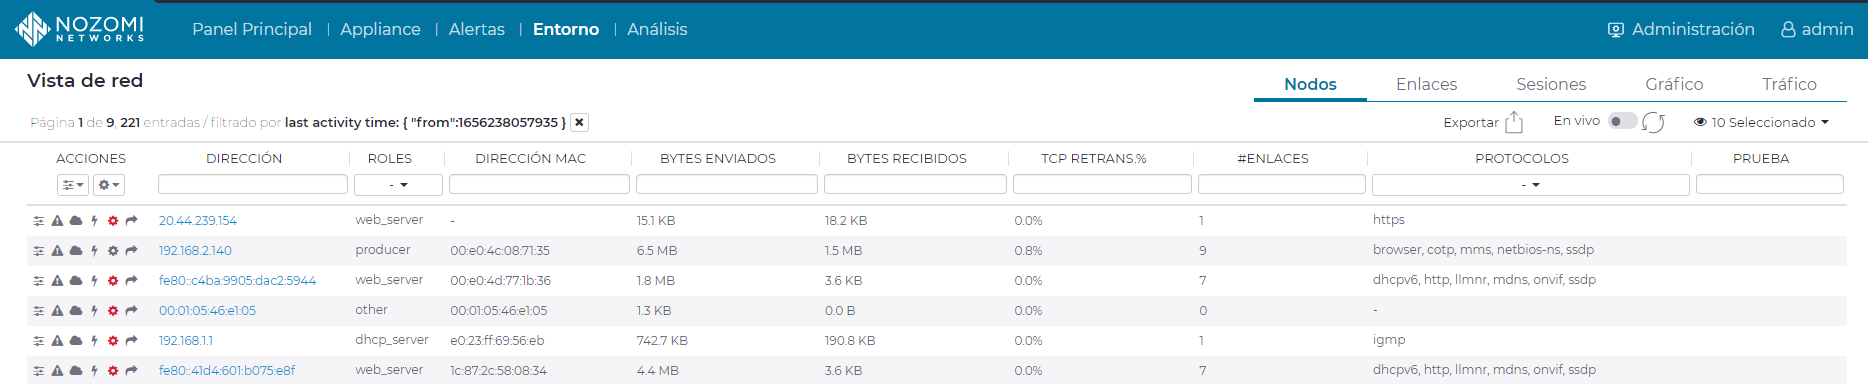 NOZOMI NETWORKS Panel Principal Appliance Alertas Entorno Análisis Administración admin
Vista de red Nodos Enlaces Sesiones Gráfico Tráfico
Página 1 de 9, 221 entradas / filtrado por last activity time: { "from":1656238057935 } Exportar En vivo 10 Seleccionado
ACCIONES DIRECCIÓN ROLES DIRECCIÓN MAC BYTES ENVIADOS BYTES RECIBIDOS TCP RETRANS.% #ENLACES PROTOCOLOS PRUEBA
- -
20.44.239.154 web_server - 15.1 KB 18.2 KB 0.0% 1 https
192.168.2.140 producer 00:e0:4c:08:71:35 6.5 MB 1.5 MB 0.8% 9 browser, cotp, mms, netbios-ns, ssdp
fe80::c4ba:9905:dac2:5944 web_server 00:e0:4d:77:1b:36 1.8 MB 3.6 KB 0.0% 7 dhcpv6, http, llmnr, mdns, onvif, ssdp
00:01:05:46:e1:05 other 00:01:05:46:e1:05 1.3 KB 0.0 B 0.0% 0 -
192.168.1.1 dhcp_server e0:23:ff:69:56:eb 742.7 KB 190.8 KB 0.0% 1 igmp
fe80::41d4:601:b075:e8f web_server 1c:87:2c:58:08:34 4.4 MB 3.6 KB 0.0% 7 dhcpv6, http, llmnr, mdns, onvif, ssdp